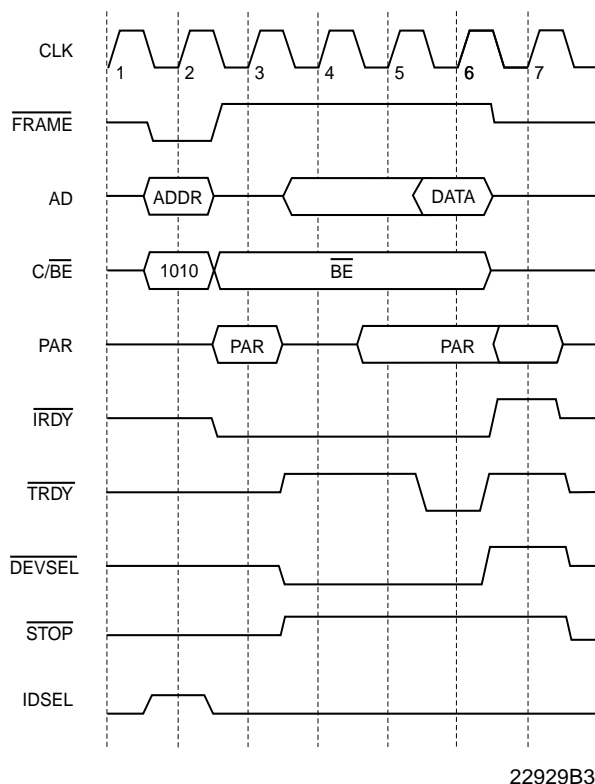 CLK
1 2 3 4 5 6 7
FRAME
AD ADDR DATA
C/BE 1010 BE
PAR PAR PAR
IRDY
TRDY
DEVSEL
STOP
IDSEL
22929B3